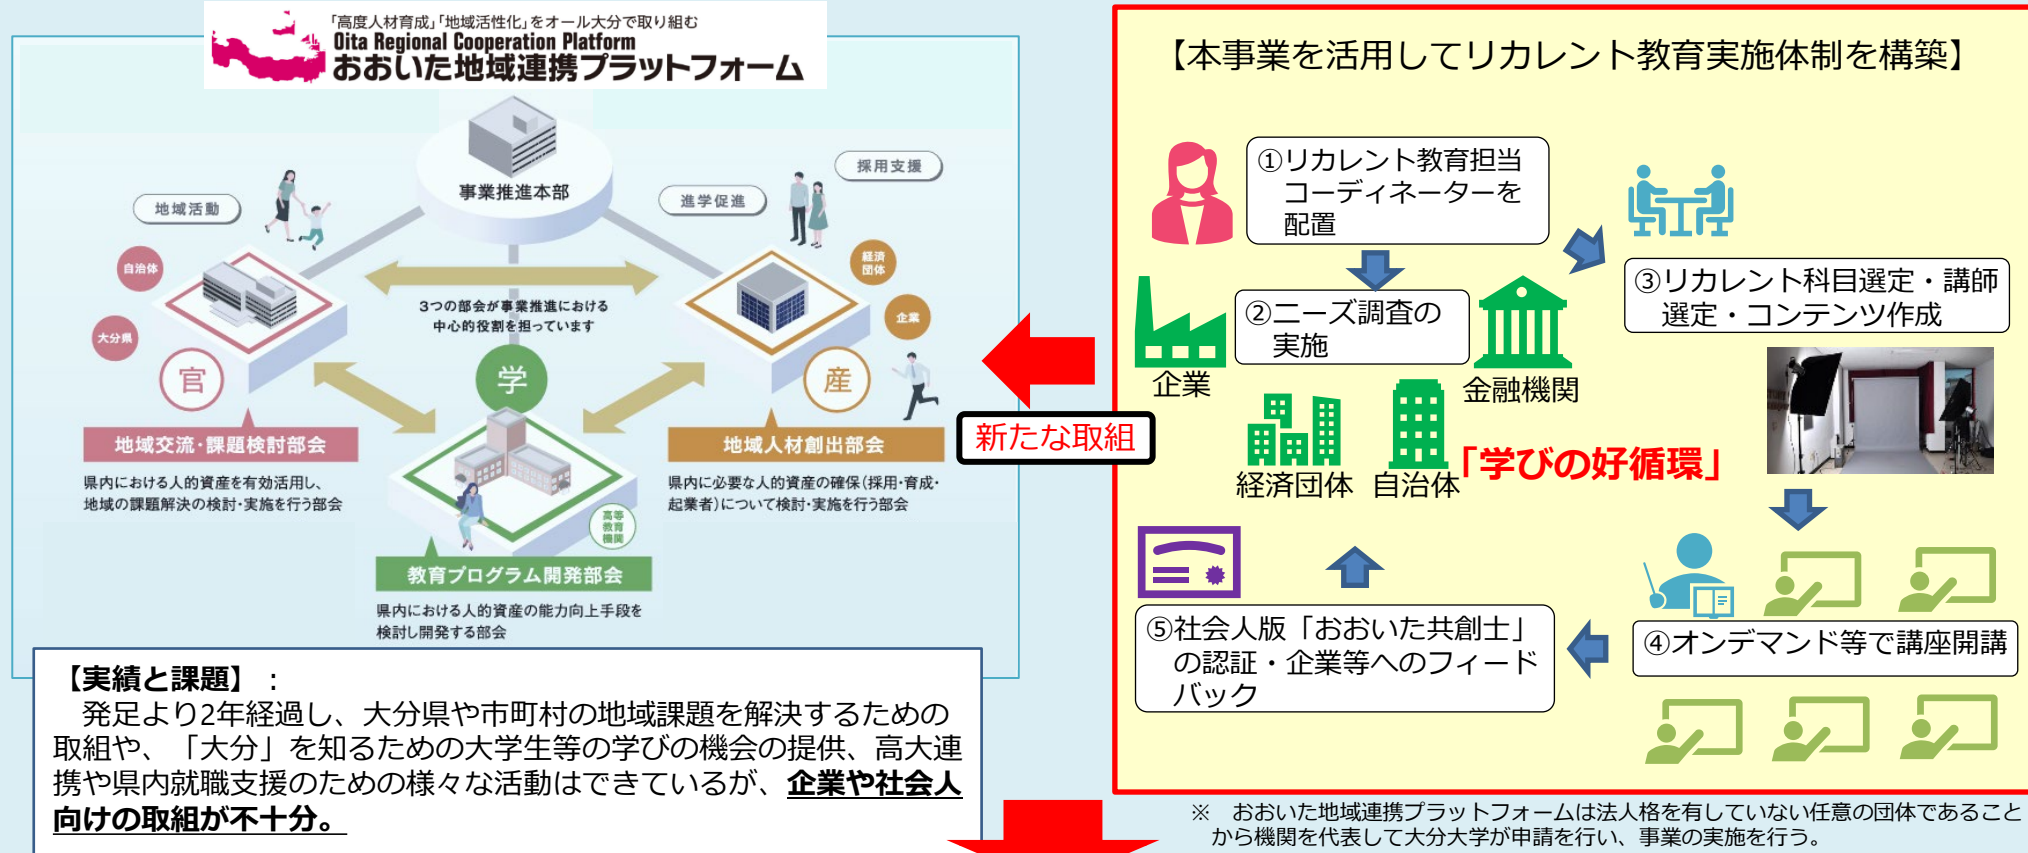 「高度人材育成」「地域活性化」をオール大分で取り組む
Oita Regional Cooperation Platform
おおいた地域連携プラットフォーム
事業推進本部
地域活動
進学促進
採用支援
自治体
大分県
経済
団体
企業
3つの部会が事業推進における
中心的役割を担っています
官
学
産
地域交流・課題検討部会
県内における人的資産を有効活用し、
地域の課題解決の検討・実施を行う部会
地域人材創出部会
県内に必要な人的資産の確保(採用・育成・
起業者)について検討・実施を行う部会
高等
教育
機関
教育プログラム開発部会
県内における人的資産の能力向上手段を
検討し開発する部会
【実績と課題】：
発足より2年経過し、大分県や市町村の地域課題を解決するための
取組や、「大分」を知るための大学生等の学びの機会の提供、高大連
携や県内就職支援のための様々な活動はできているが、企業や社会人
向けの取組が不十分。
新たな取組
【本事業を活用してリカレント教育実施体制を構築】
①リカレント教育担当
コーディネーターを
配置
②ニーズ調査の
実施
企業
金融機関
経済団体
自治体
「学びの好循環」
③リカレント科目選定・講師
選定・コンテンツ作成
④オンデマンド等で講座開講
⑤社会人版「おおいた共創士」
の認証・企業等へのフィード
バック
※　おおいた地域連携プラットフォームは法人格を有していない任意の団体であること
から機関を代表して大分大学が申請を行い、事業の実施を行う。